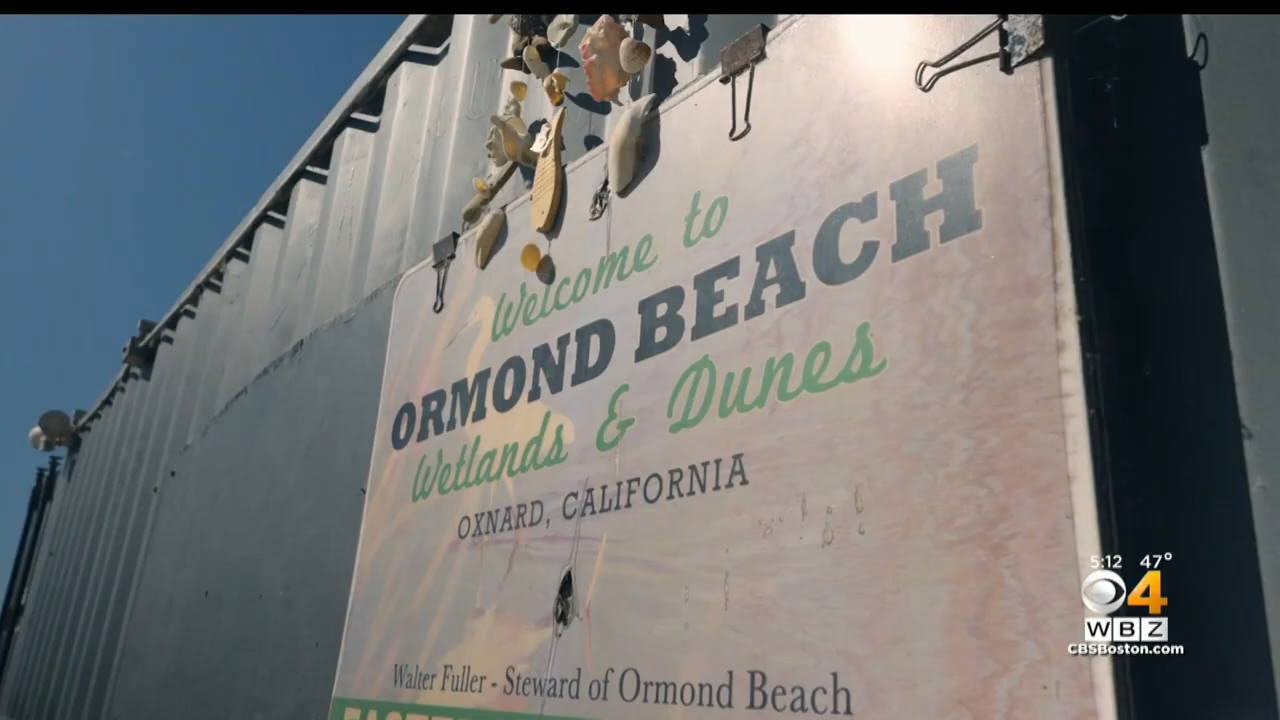 Welcome to
ORMOND BEACH
Wetlands & Dunes
OXNARD, CALIFORNIA
Walter Fuller - Steward of Ormond Beach
5:12 47°
4
WBZ
CBSBoston.com